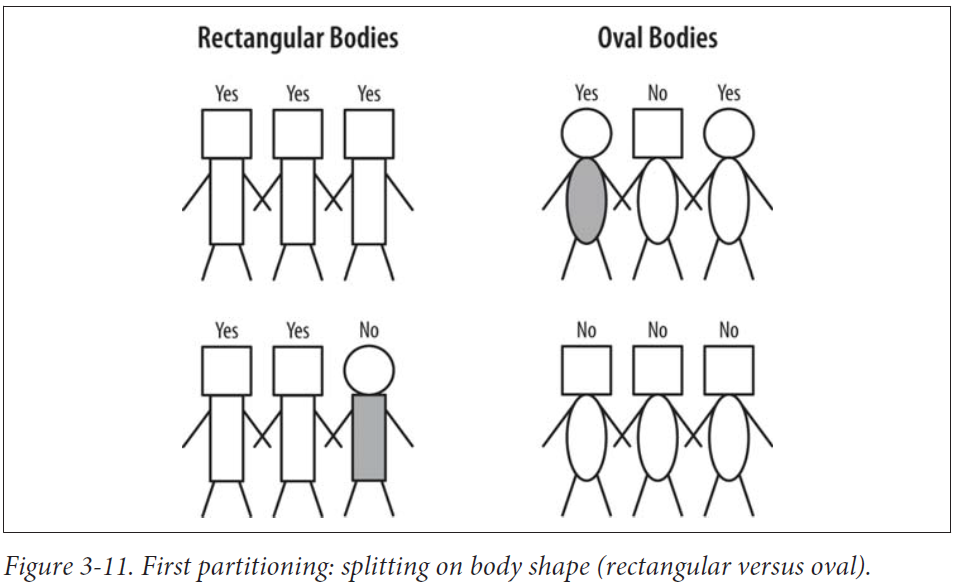 Rectangular Bodies
Oval Bodies
Yes Yes Yes
Yes No Yes
Yes Yes No
No No No
Figure 3-11. First partitioning: splitting on body shape (rectangular versus oval).